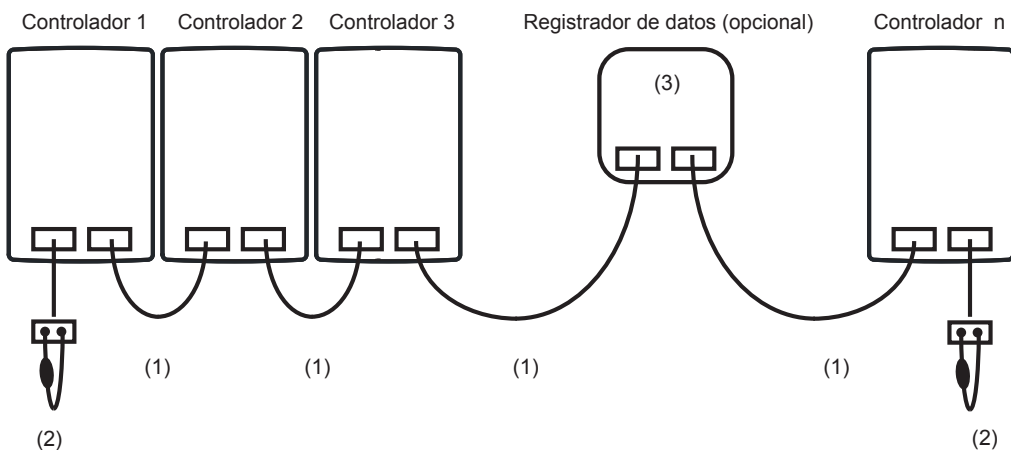 Controlador 1 Controlador 2 Controlador 3 Registrador de datos (opcional) Controlador n
(3)
(1) (1) (1) (1)
(2) (2)